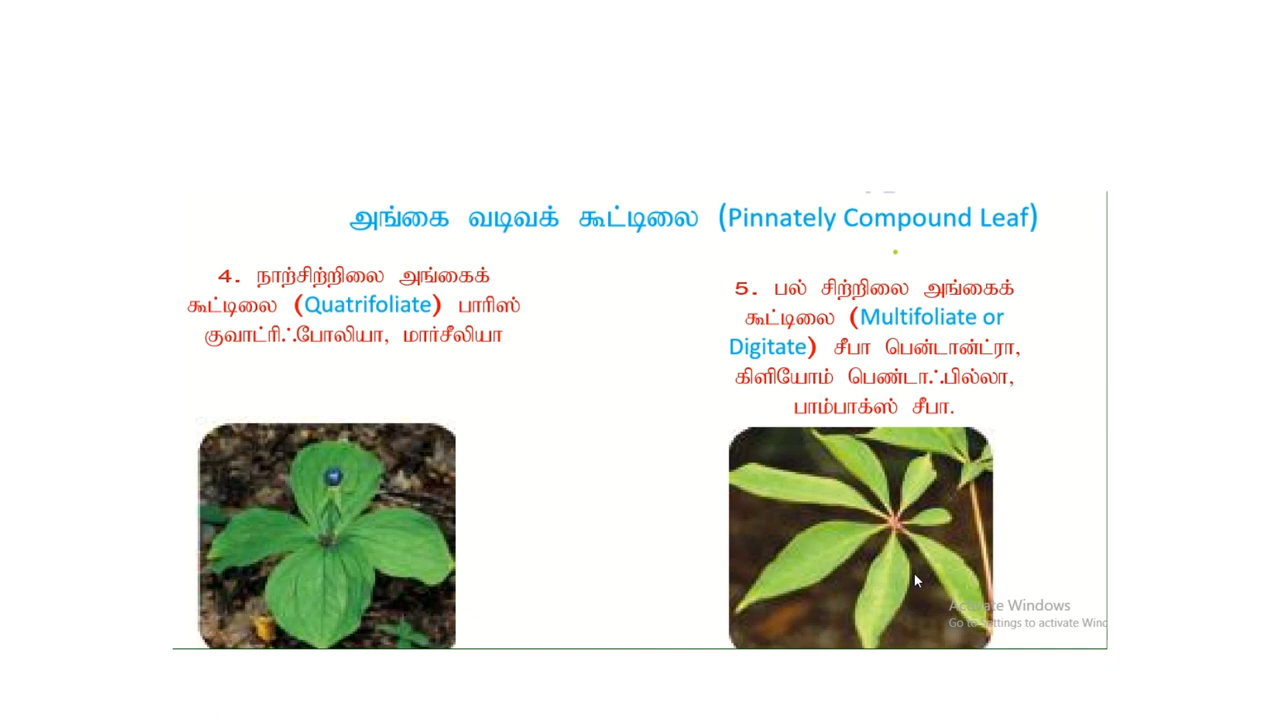 அங்கை வடிவக் கூட்டிலை (Pinnately Compound Leaf)
4. நாற்சிற்றிலை அங்கைக்
கூட்டிலை (Quatrifoliate) பாரிஸ்
குவாட்ரிஃபோலியா, மார்சீலியா
5. பல் சிற்றிலை அங்கைக்
கூட்டிலை (Multifoliate or
Digitate) சீபா பென்டான்ட்ரா,
கிளியோம் பெண்டாஃபில்லா,
பாம்பாக்ஸ் சீபா.
Activate Windows
Go to Settings to activate Wind